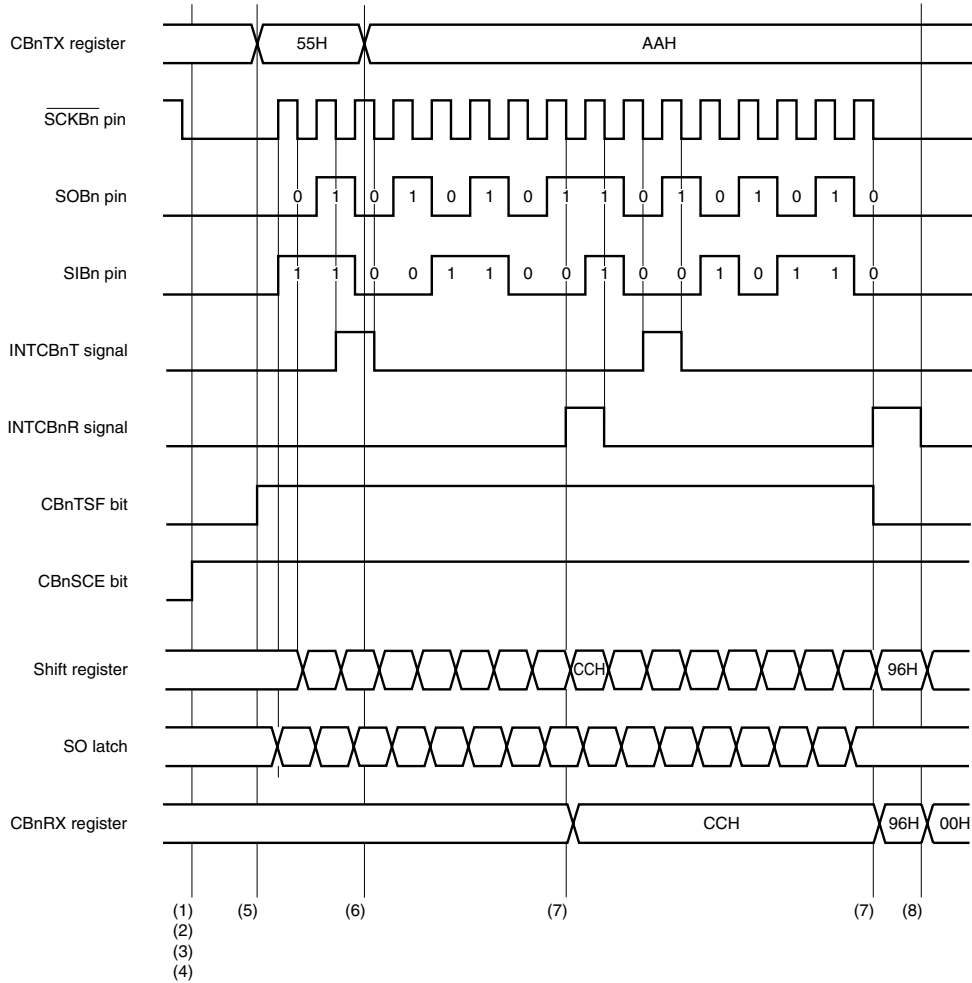 CBnTX register 55H AAH
SCKBn pin
SOBn pin 0 1 0 1 0 1 0 1 1 0 1 0 1 0 1 0
SIBn pin 1 1 0 0 1 1 0 0 1 0 0 1 0 1 1 0
INTCBnT signal
INTCBnR signal
CBnTSF bit
CBnSCE bit
Shift register CCH 96H
SO latch
CBnRX register CCH 96H 00H
(1) (5) (6) (7) (7) (8)
(2)
(3)
(4)